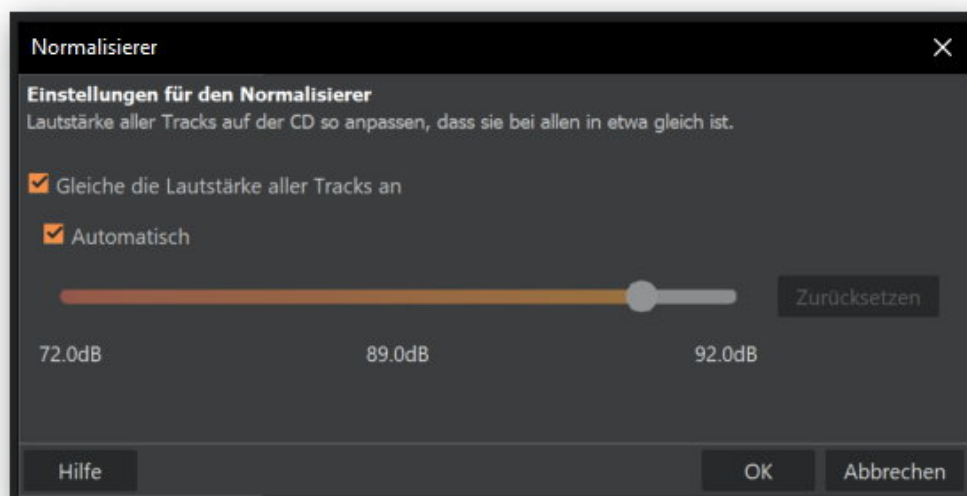 Normalisierer
Einstellungen für den Normalisierer
Lautstärke aller Tracks auf der CD so anpassen, dass sie bei allen in etwa gleich ist.
Gleiche die Lautstärke aller Tracks an
Automatisch
Zurücksetzen
72.0dB 89.0dB 92.0dB
Hilfe OK Abbrechen